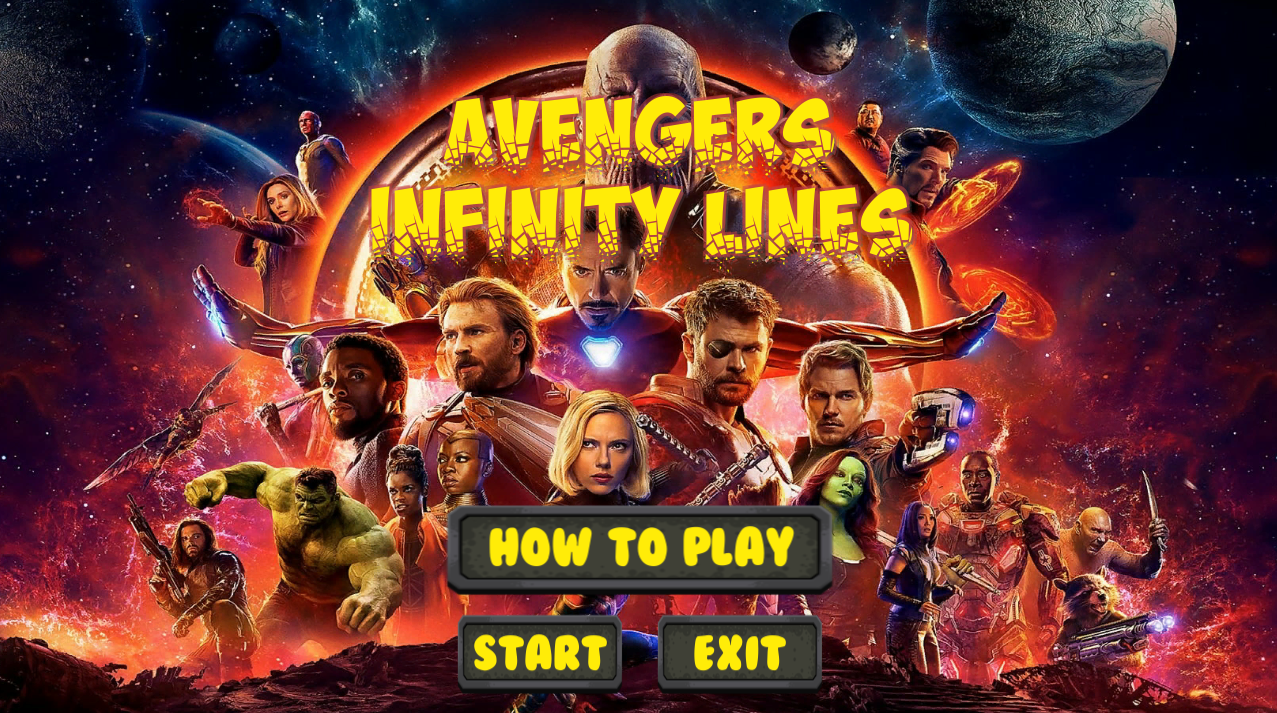 AVENGERS
INFINITY LINES
HOW TO PLAY
START
EXIT